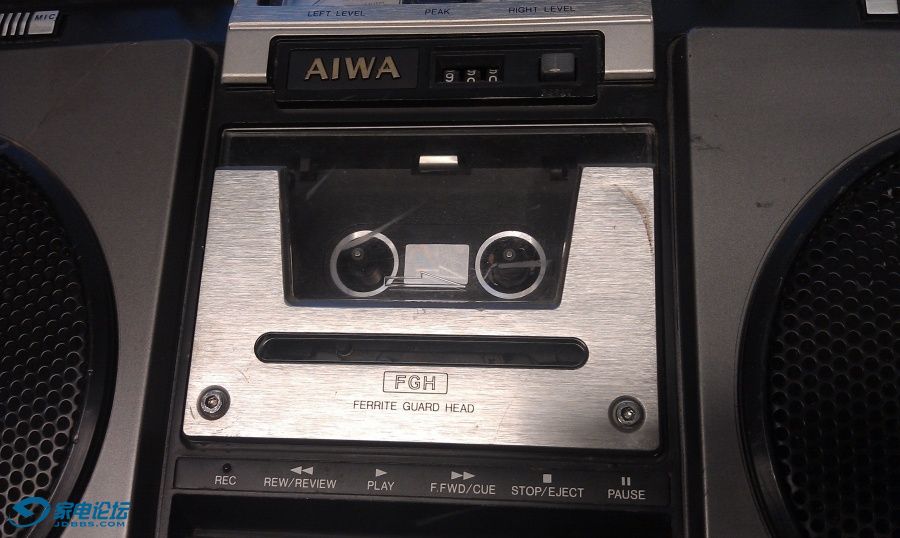 MIC
LEFT LEVEL PEAK RIGHT LEVEL
AIWA
FGH
FERRITE GUARD HEAD
REC REW/REVIEW PLAY F.FWD/CUE STOP/EJECT PAUSE
家电论坛
JDBBS.COM